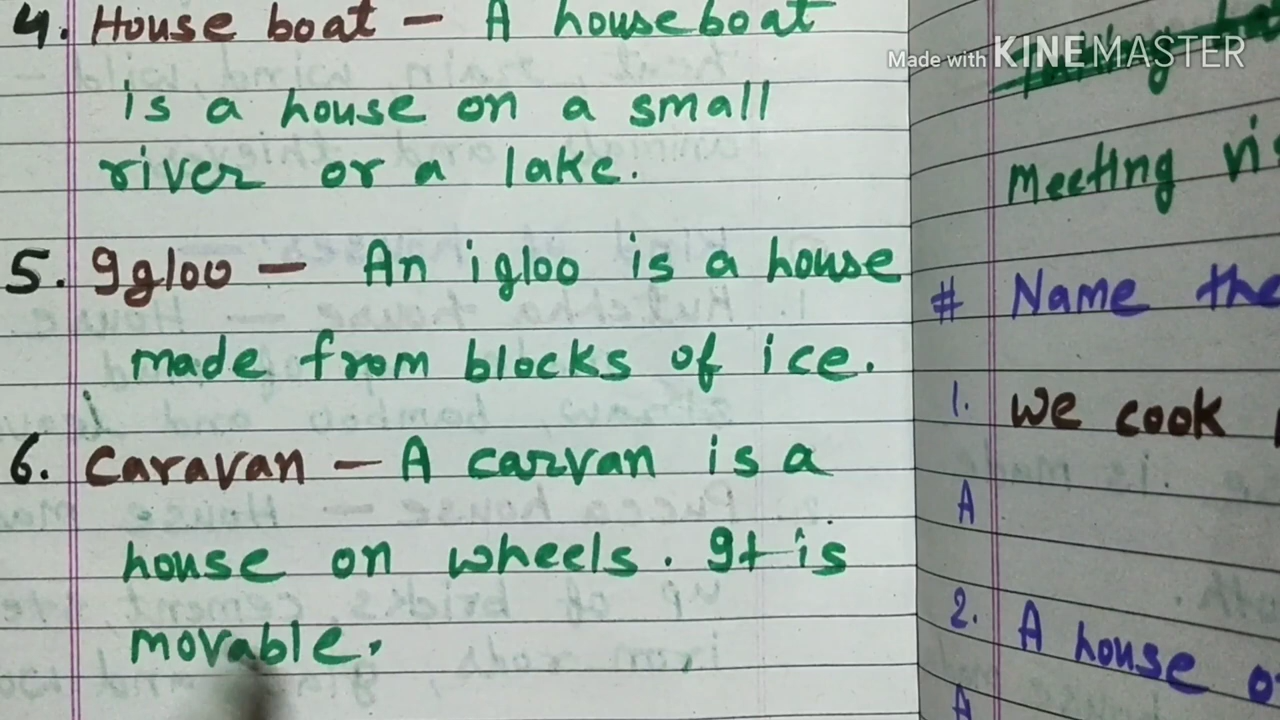 4. House boat - A houseboat
is a house on a small
river or a lake.
5. Igloo - An igloo is a house
made from blocks of ice.
6. Caravan - A carvan is a
house on wheels. It is
movable.
Made with KINEMASTER
Meeting
# Name the
1. We cook
A
2. A house
A